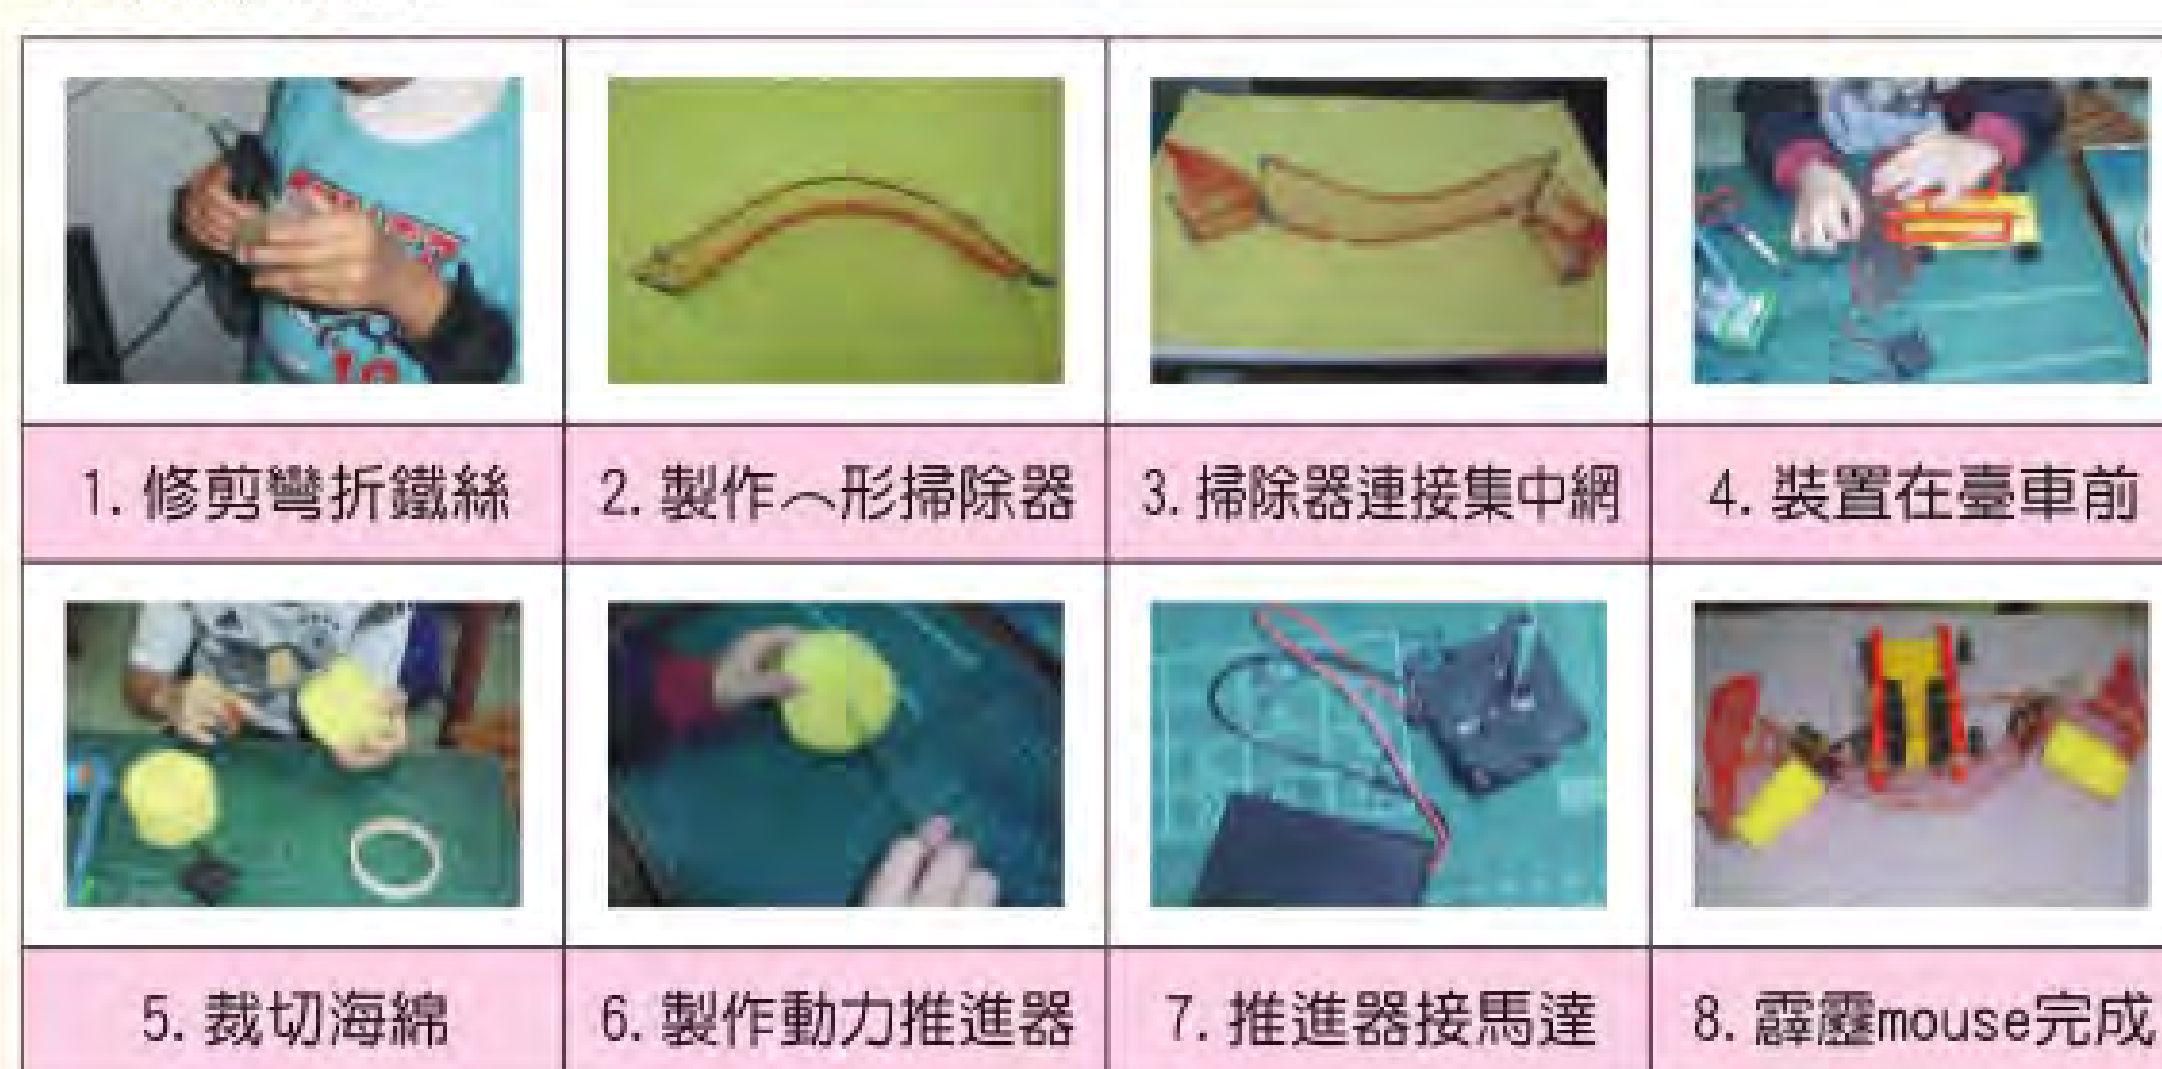 1. 修剪彎折鐵絲
2. 製作︵形掃除器
3. 掃除器連接集中網
4. 裝置在臺車前
5. 裁切海綿
6. 製作動力推進器
7. 推進器接馬達
8. 霹靂mouse完成